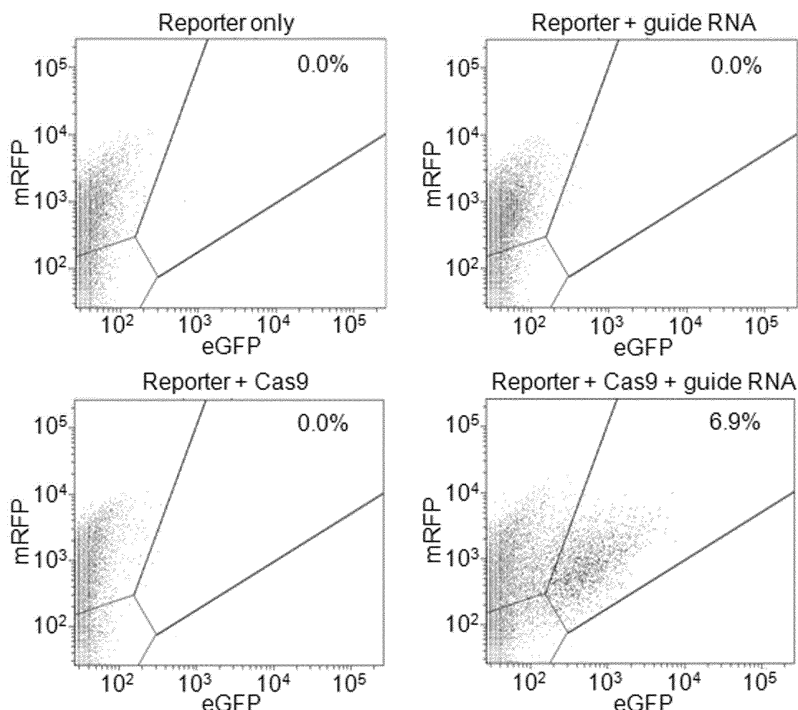 Reporter only
Reporter + guide RNA
0.0%
0.0%
10⁵
10⁴
10³
10²
mRFP
10² 10³ 10⁴ 10⁵
eGFP
10⁵
10⁴
10³
10²
mRFP
10² 10³ 10⁴ 10⁵
eGFP
Reporter + Cas9
Reporter + Cas9 + guide RNA
0.0%
6.9%
10⁵
10⁴
10³
10²
mRFP
10² 10³ 10⁴ 10⁵
eGFP
10⁵
10⁴
10³
10²
mRFP
10² 10³ 10⁴ 10⁵
eGFP